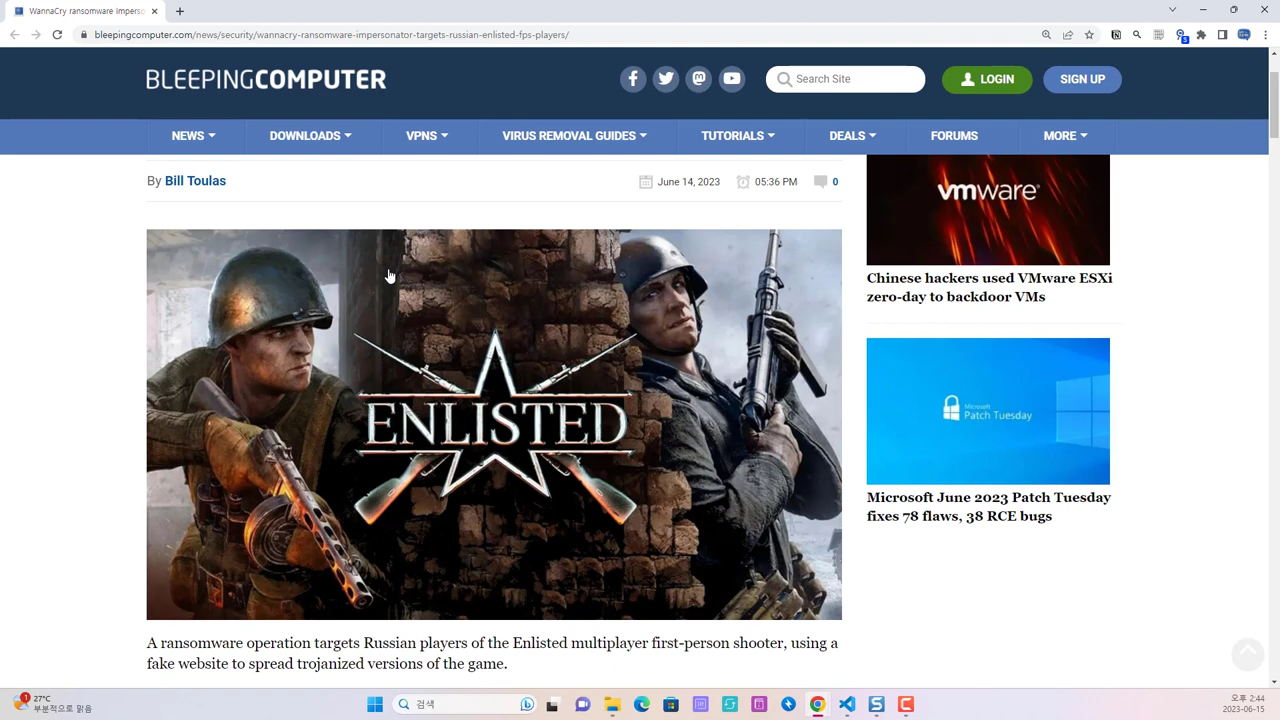 WannaCry ransomware imperso
bleepingcomputer.com/news/security/wannacry-ransomware-impersonator-targets-russian-enlisted-fps-players/
BLEEPINGCOMPUTER
Search Site
LOGIN
SIGN UP
NEWS
DOWNLOADS
VPNS
VIRUS REMOVAL GUIDES
TUTORIALS
DEALS
FORUMS
MORE
By Bill Toulas
June 14, 2023
05:36 PM
0
ENLISTED
A ransomware operation targets Russian players of the Enlisted multiplayer first-person shooter, using a
fake website to spread trojanized versions of the game.
vmware®
Chinese hackers used VMware ESXi
zero-day to backdoor VMs
Microsoft
Patch Tuesday
Microsoft June 2023 Patch Tuesday
fixes 78 flaws, 38 RCE bugs
1
27°C
부분적으로 맑음
검색
오후 2:44
2023-06-15